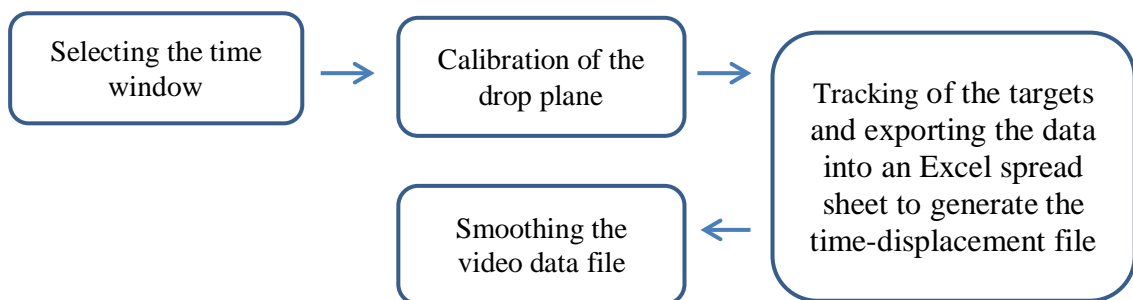 Selecting the time
window
Calibration of the
drop plane
Tracking of the targets
and exporting the data
into an Excel spread
sheet to generate the
time-displacement file
Smoothing the
video data file